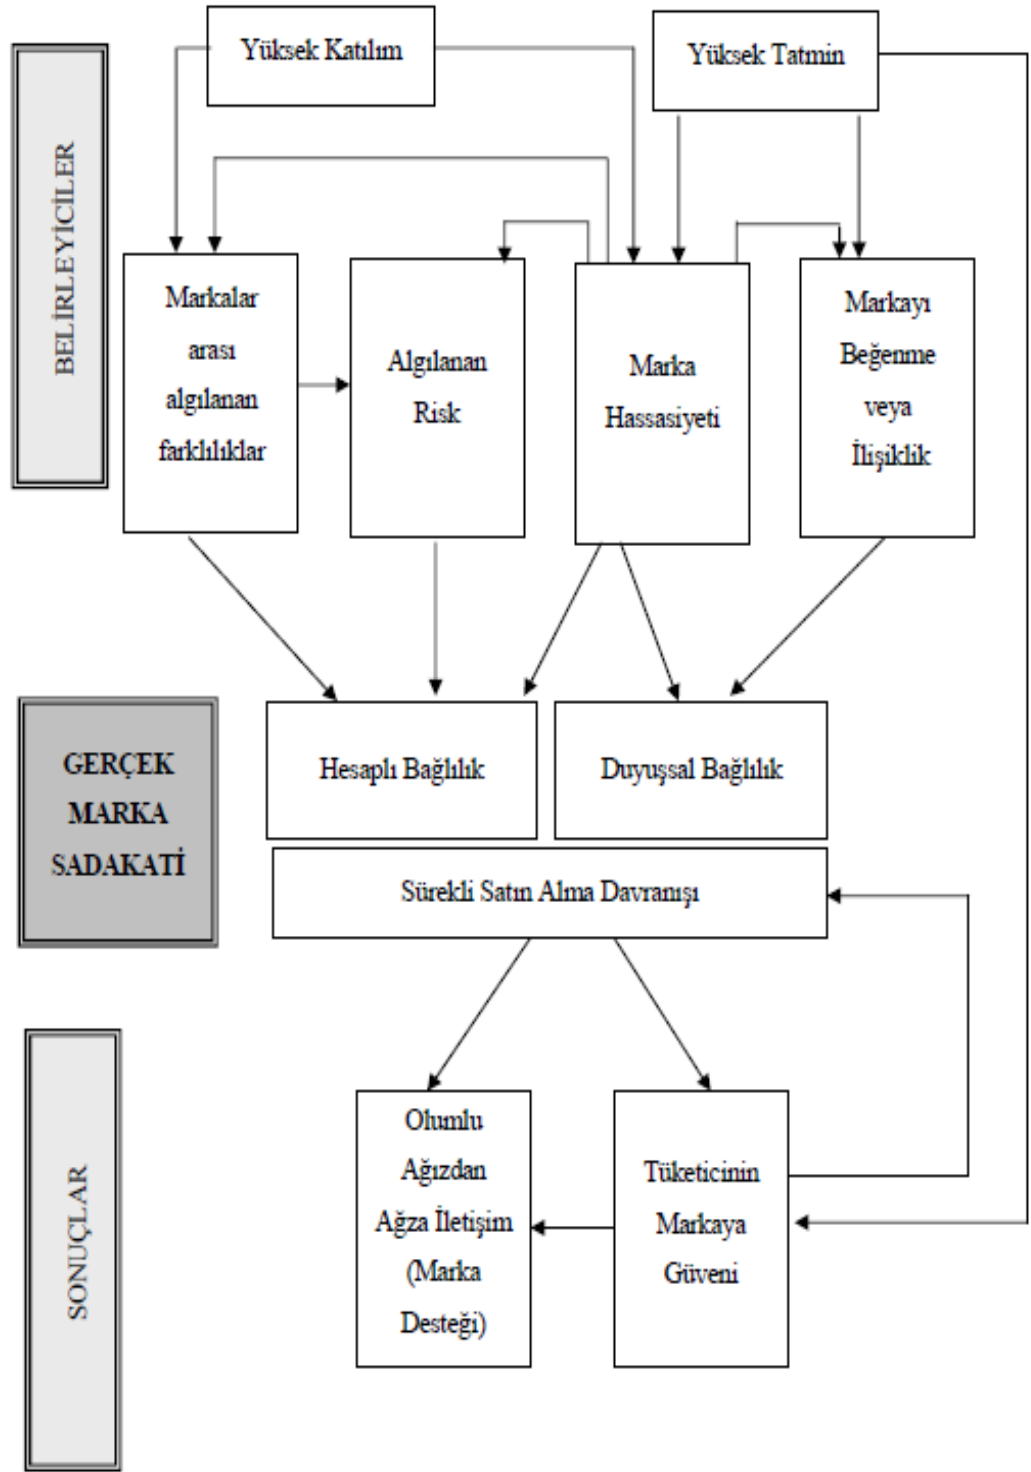 Yüksek Katılım
Yüksek Tatmin
BELİRLEYİCİLER
Markalar
arası
algılanan
farklılıklar
Algılanan
Risk
Marka
Hassasiyeti
Markayı
Beğenme
veya
İlişiklik
GERÇEK
MARKA
SADAKATİ
Hesaplı Bağlılık
Duyuşsal Bağlılık
Sürekli Satın Alma Davranışı
SONUÇLAR
Olumlu
Ağızdan
Ağza İletişim
(Marka
Desteği)
Tüketicinin
Markaya
Güveni